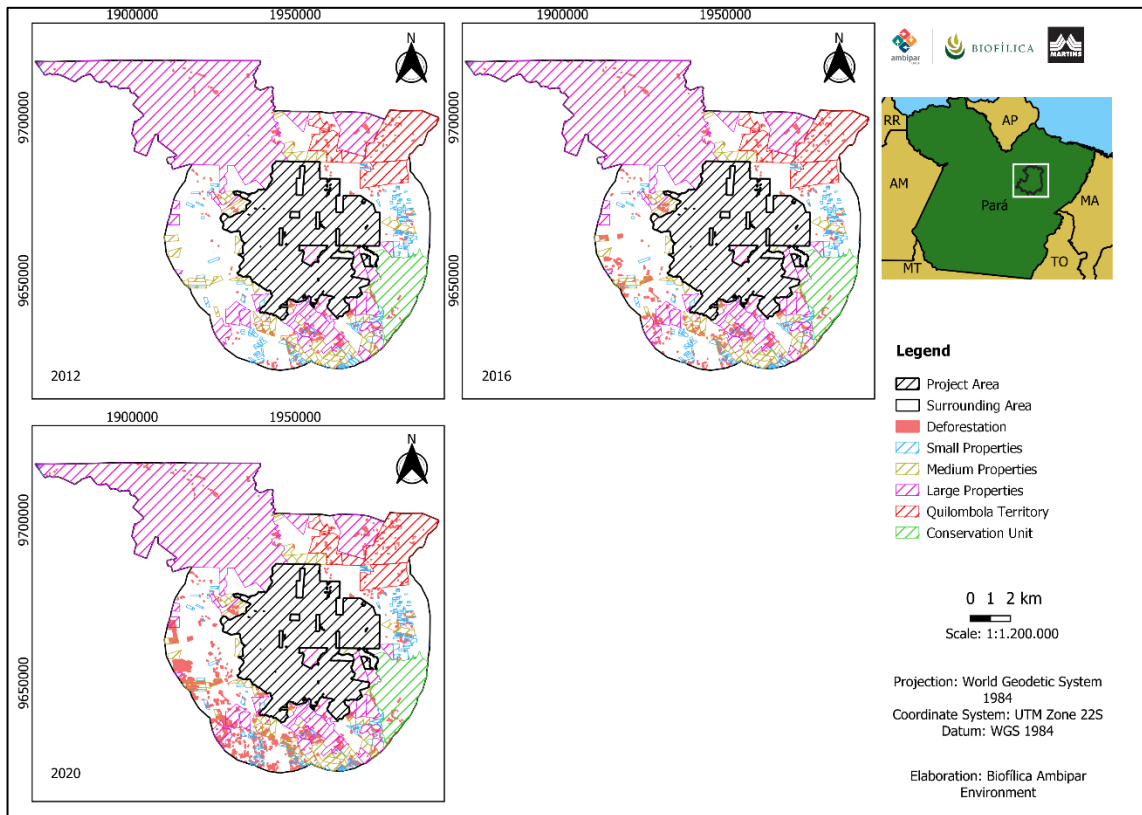 1900000
1950000
N
9700000
9650000
2012
1900000
1950000
N
9700000
9650000
2016
1900000
1950000
N
9700000
9650000
2020
ambipar
BIOFÍLICA
MARTINS
RR
AP
AM
Pará
MA
MT
TO
Legend
Project Area
Surrounding Area
Deforestation
Small Properties
Medium Properties
Large Properties
Quilombola Territory
Conservation Unit
0 1 2 km
Scale: 1:1.200.000
Projection: World Geodetic System
1984
Coordinate System: UTM Zone 22S
Datum: WGS 1984
Elaboration: Biofílica Ambipar
Environment